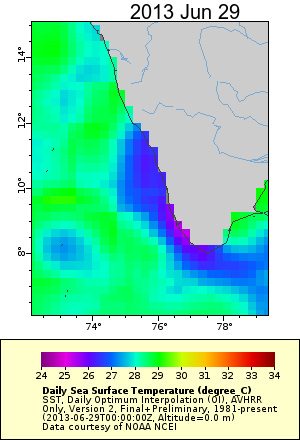 2013 Jun 29
14°
12°
10°
8°
74°
76°
78°
24 25 26 27 28 29 30 31 32 33 34
Daily Sea Surface Temperature (degree_C)
SST, Daily Optimum Interpolation (OI), AVHRR
Only, Version 2, Final+Preliminary, 1981-present
(2013-06-29T00:00:00Z, Altitude=0.0 m)
Data courtesy of NOAA NCEI